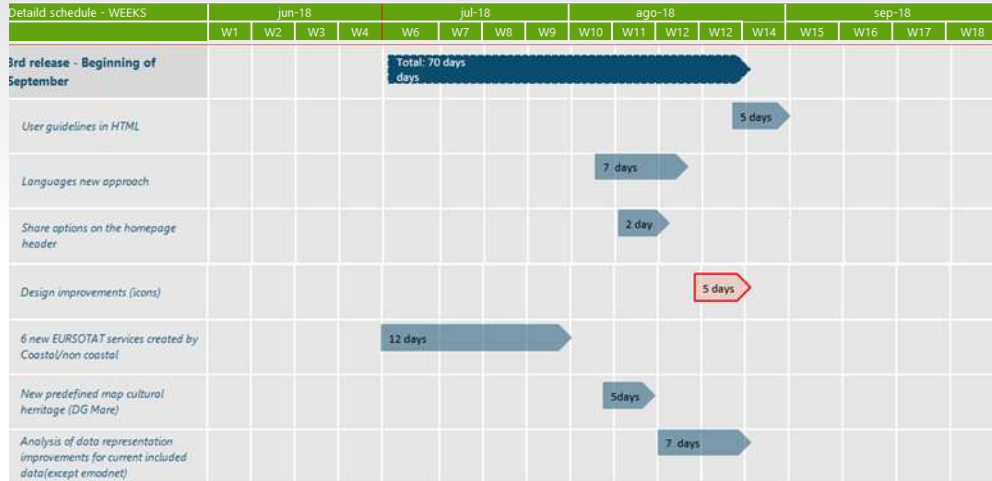 Detaild schedule - WEEKS jun-18 jul-18 ago-18 sep-18
W1 W2 W3 W4 W6 W7 W8 W9 W10 W11 W12 W12 W14 W15 W16 W17 W18
3rd release - Beginning of
September
Total: 70 days
days
User guidelines in HTML
5 days
Languages new approach
7 days
Share options on the homepage
header
2 day
Design improvements (icons)
5 days
6 new EURSOTAT services created by
Coastal/non coastal
12 days
New predefined map cultural
herritage (DG Mare)
5days
Analysis of data representation
improvements for current included
data(except emodnet)
7 days